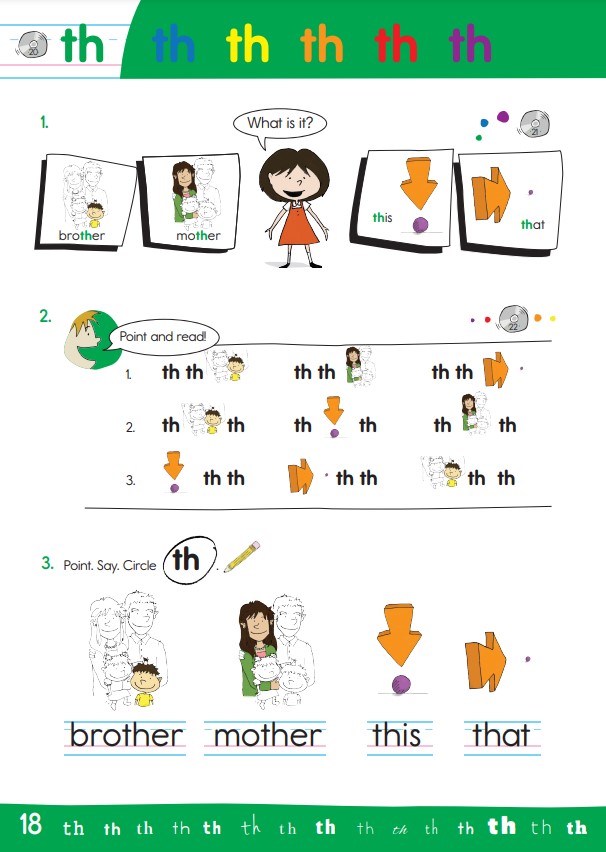 20 th th th th th th
1.
What is it?
21
brother
mother
this
that
2.
Point and read!
22
1. th th th th th th
2. th th th th th th
3. th th th th th th
3. Point. Say. Circle th .
brother mother this that
18 th th th th th th th th th th th th th th th